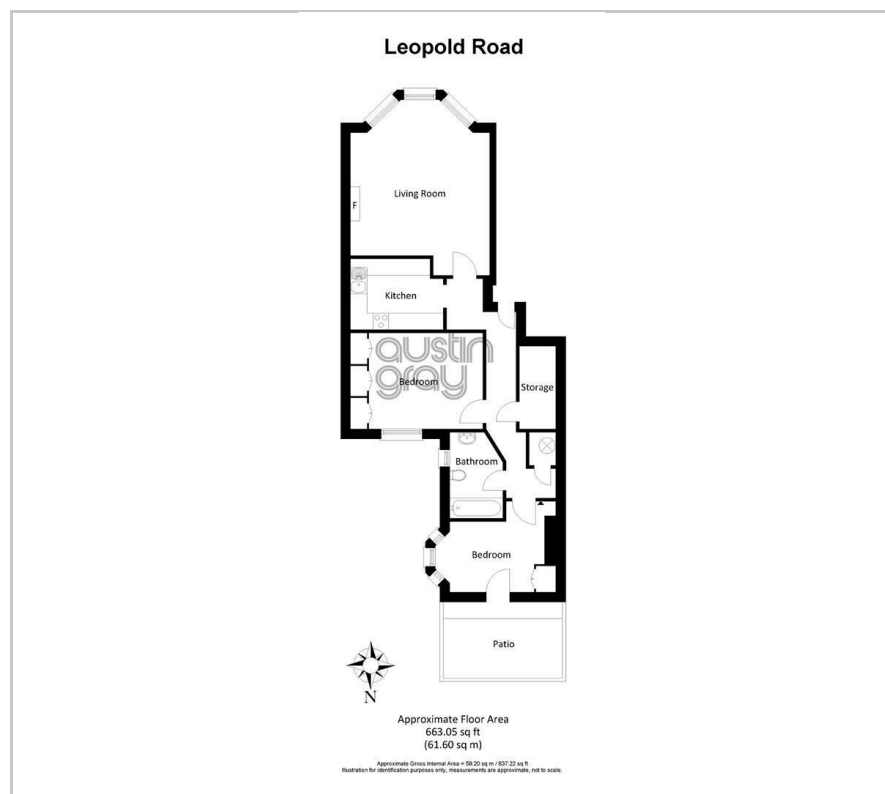 Leopold Road
Living Room
F
Kitchen
austin
gray
Bedroom
Storage
Bathroom
Bedroom
Patio
N
Approximate Floor Area
663.05 sq ft
(61.60 sq m)
Approximate Gross Internal Area = 59.20 sq m / 637.22 sq ft
Illustration for identification purposes only, measurements are approximate, not to scale.